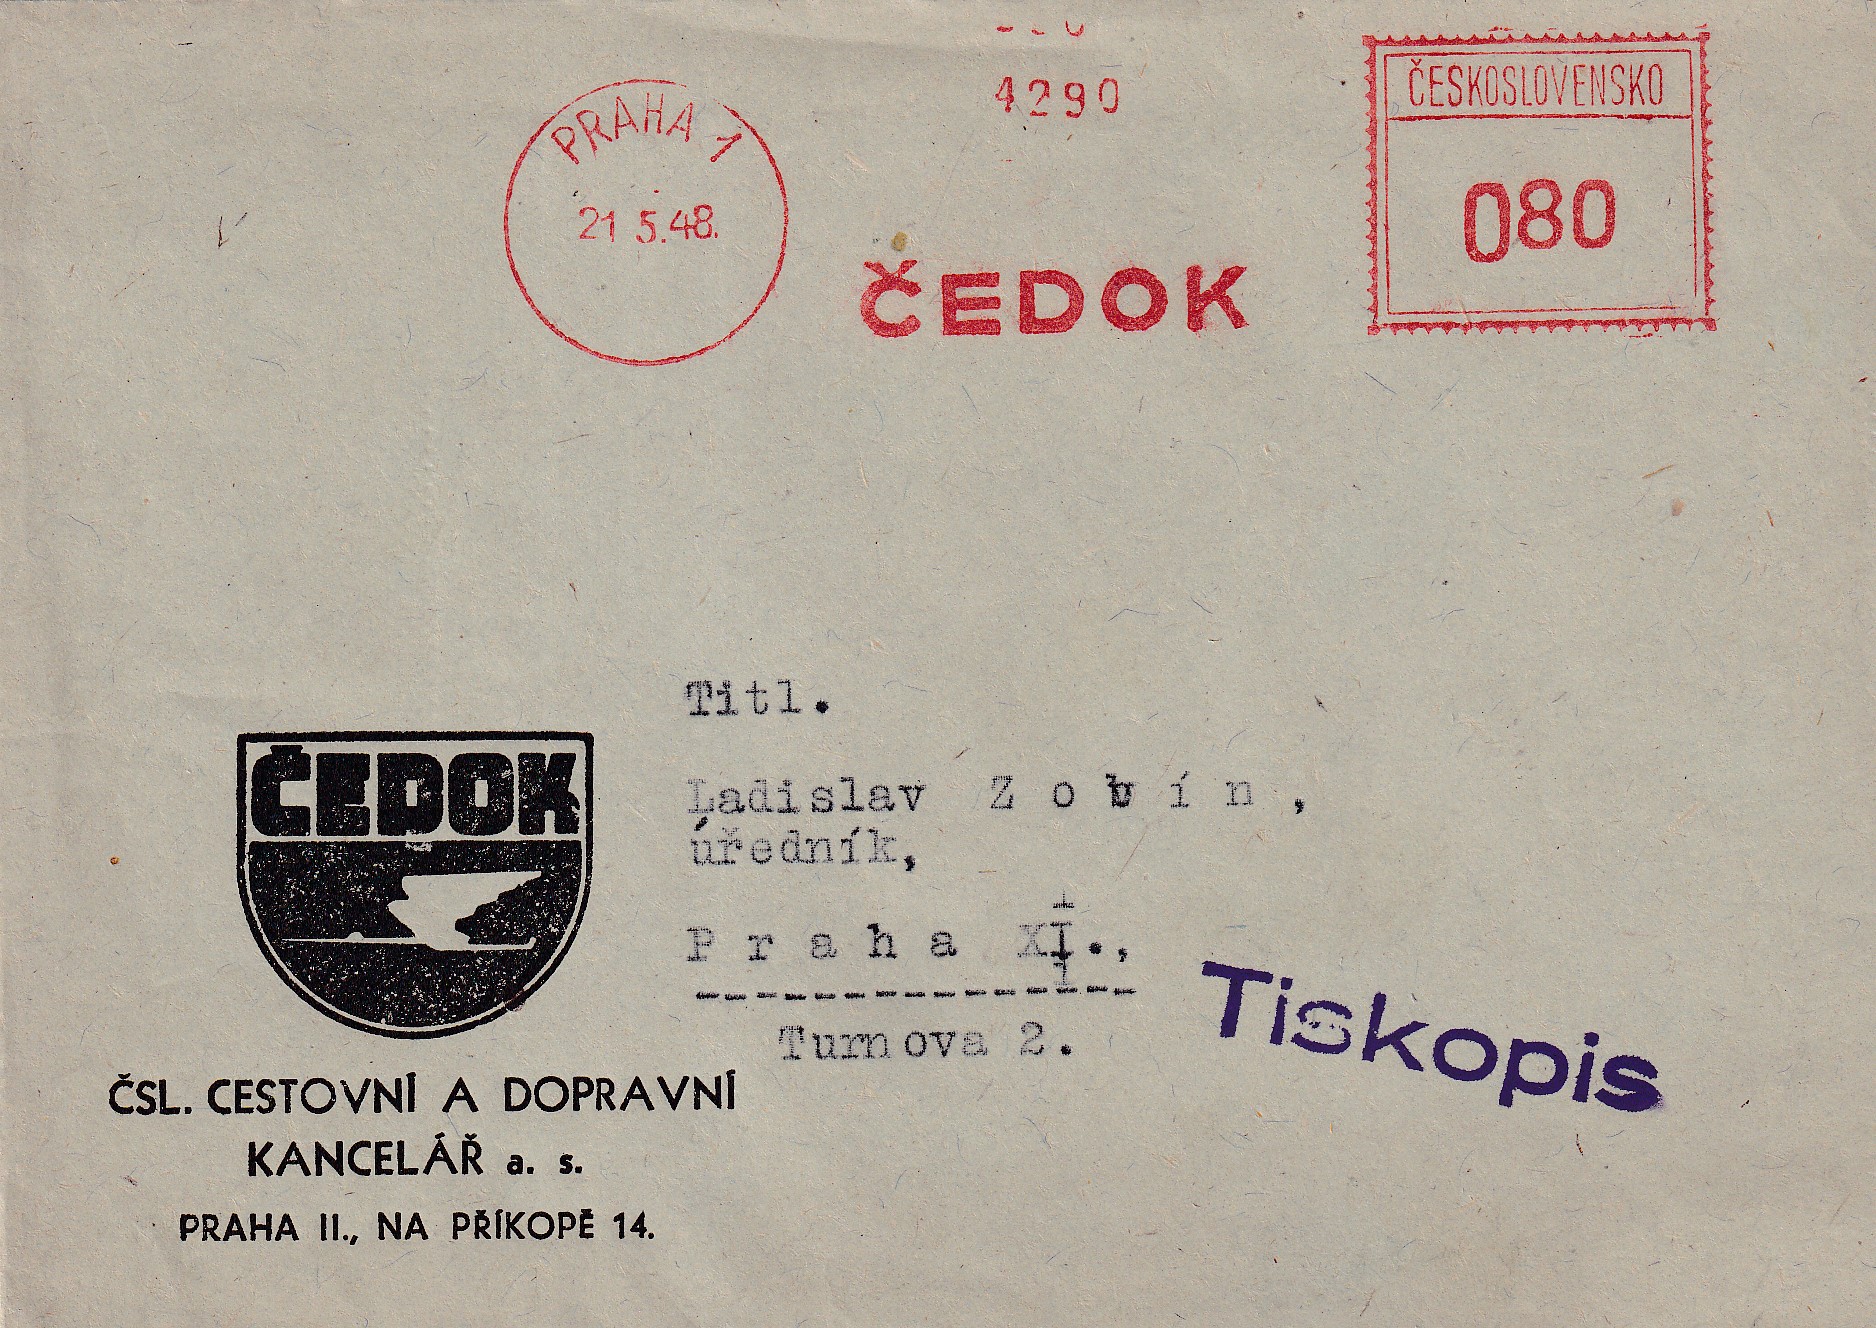 4290
PRAHA 1
21 5.48.
ČEDOK
ČESKOSLOVENSKO
080
Titl.
Ladislav Zobín,
úředník,
Praha XI.,
Turnova 2.
Tiskopis
ČEDOK
ČSL. CESTOVNÍ A DOPRAVNÍ
KANCELÁŘ a. s.
PRAHA II., NA PŘÍKOPĚ 14.